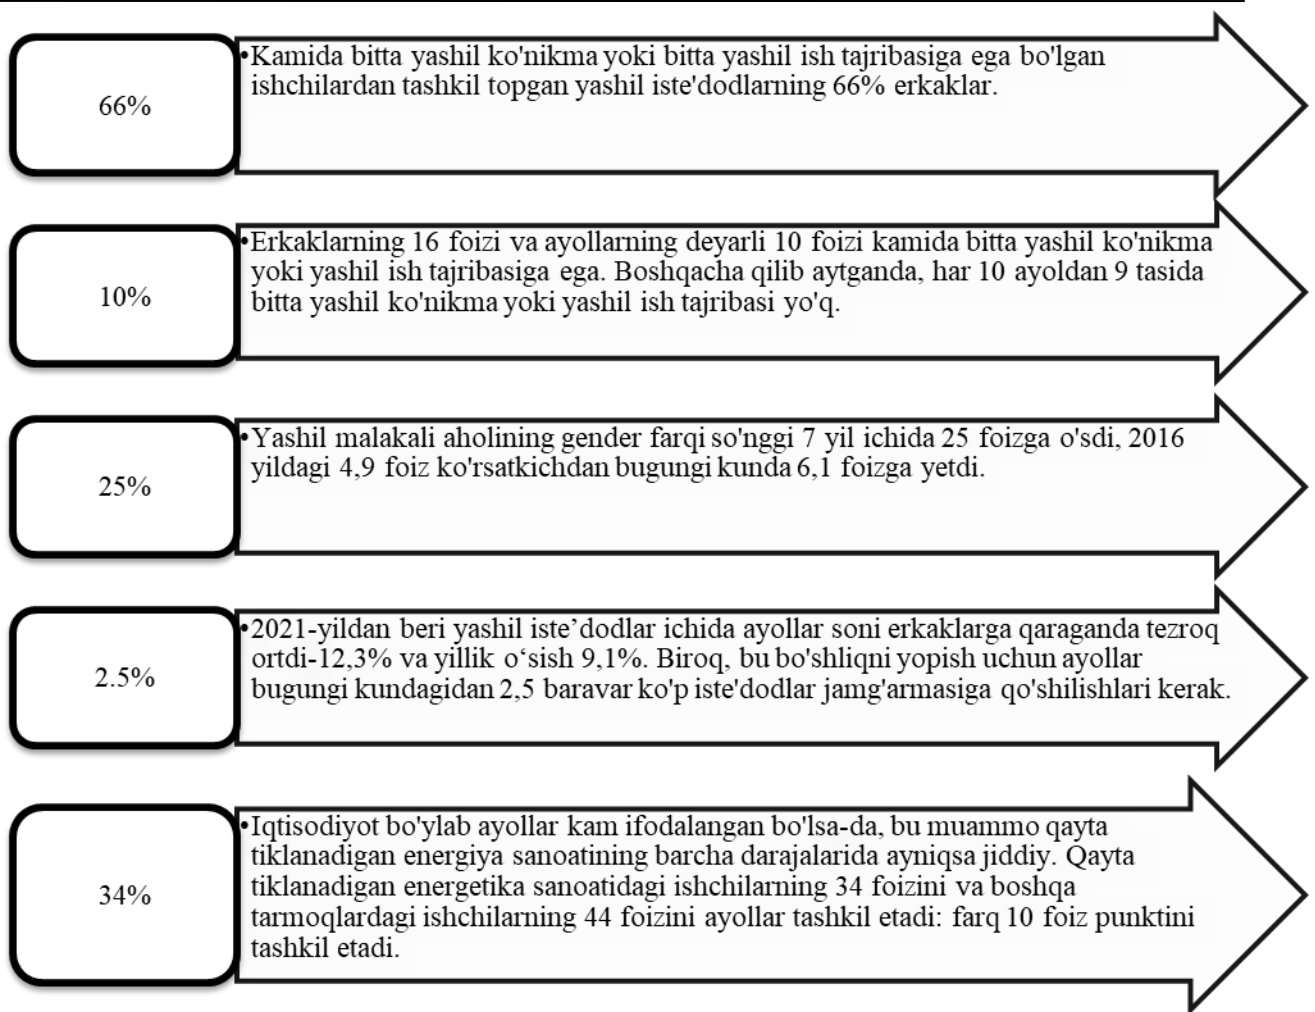 66%
•Kamida bitta yashil ko'nikma yoki bitta yashil ish tajribasiga ega bo'lgan
ishchilardan tashkil topgan yashil iste'dodlarning 66% erkaklar.
10%
•Erkaklarning 16 foizi va ayollarning deyarli 10 foizi kamida bitta yashil ko'nikma
yoki yashil ish tajribasiga ega. Boshqacha qilib aytganda, har 10 ayoldan 9 tasida
bitta yashil ko'nikma yoki yashil ish tajribasi yo'q.
25%
•Yashil malakali aholining gender farqi so'nggi 7 yil ichida 25 foizga o'sdi, 2016
yildagi 4,9 foiz ko'rsatkichdan bugungi kunda 6,1 foizga yetdi.
2.5%
•2021-yildan beri yashil iste’dodlar ichida ayollar soni erkaklarga qaraganda tezroq
ortdi-12,3% va yillik o‘sish 9,1%. Biroq, bu bo'shliqni yopish uchun ayollar
bugungi kundagidan 2,5 baravar ko'p iste'dodlar jamg'armasiga qo'shilishlari kerak.
34%
•Iqtisodiyot bo'ylab ayollar kam ifodalangan bo'lsa-da, bu muammo qayta
tiklanadigan energiya sanoatining barcha darajalarida ayniqsa jiddiy. Qayta
tiklanadigan energetika sanoatidagi ishchilarning 34 foizini va boshqa
tarmoqlardagi ishchilarning 44 foizini ayollar tashkil etadi: farq 10 foiz punktini
tashkil etadi.